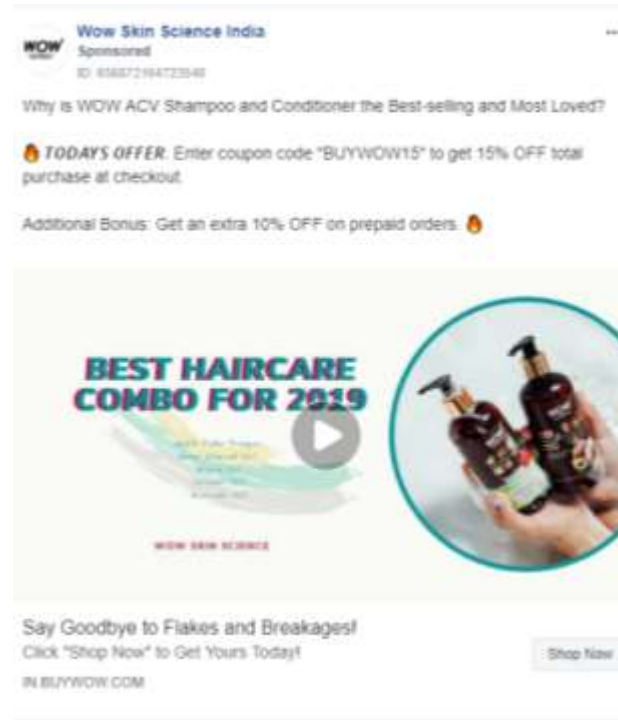 Wow Skin Science India
WOW
Sponsored
Why is WOW ACV Shampoo and Conditioner the Best-selling and Most Loved?
🔥 TODAYS OFFER. Enter coupon code "BUYWOW15" to get 15% OFF total
purchase at checkout.
Additional Bonus: Get an extra 10% OFF on prepaid orders. 🔥
BEST HAIRCARE
COMBO FOR 2019
WOW SKIN SCIENCE
Say Goodbye to Flakes and Breakages!
Click "Shop Now" to Get Yours Today!
Shop Now
IN.BUYWOW.COM